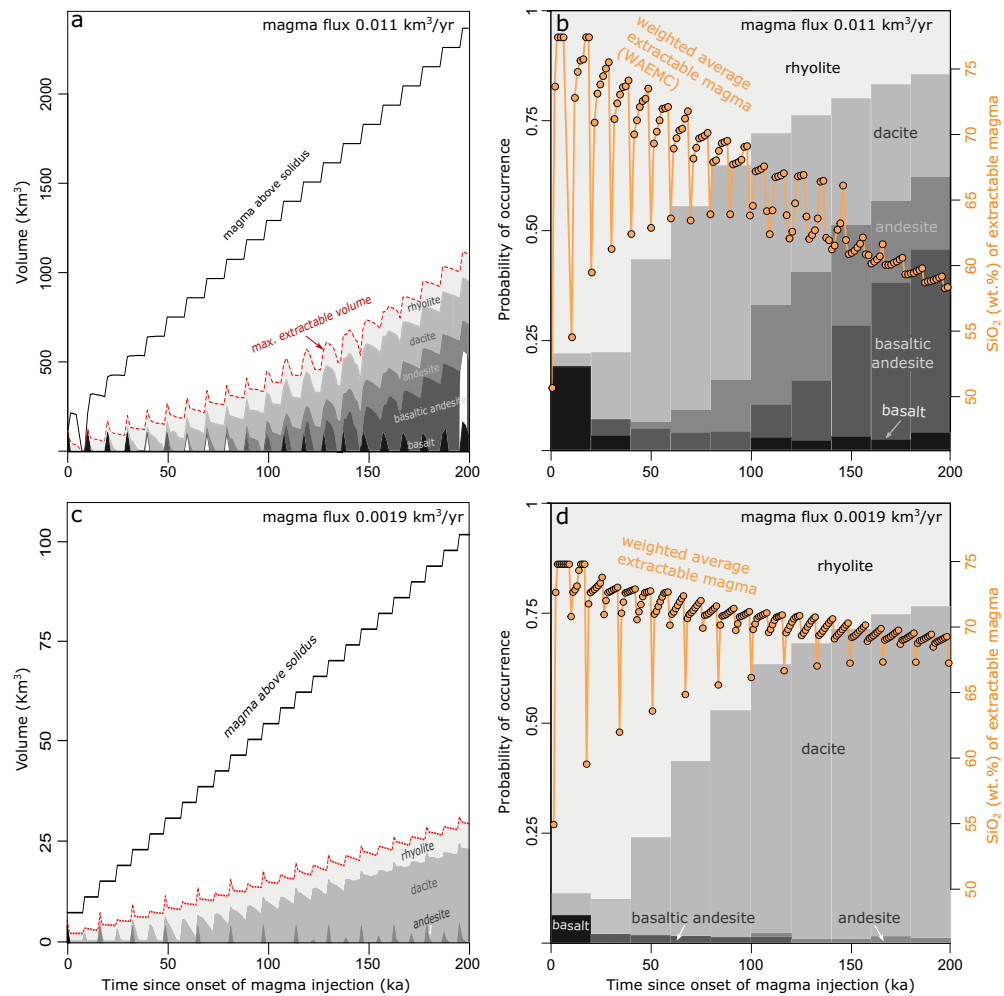 a
magma flux 0.011 km³/yr
Volume (Km³)
2000
1500
1000
500
0
magma above solidus
max. extractable volume
rhyolite
dacite
andesite
basaltic andesite
basalt
0
50
100
150
200
b
magma flux 0.011 km³/yr
Probability of occurrence
1
0.75
0.5
0.25
weighted average
extractable magma
(WAEMC)
rhyolite
dacite
andesite
basaltic
andesite
basalt
75
70
65
60
55
50
SiO₂ (wt.%) of extractable magma
0
50
100
150
200
c
magma flux 0.0019 km³/yr
Volume (Km³)
100
75
50
25
0
magma above solidus
rhyolite
dacite
andesite
0
50
100
150
200
Time since onset of magma injection (ka)
d
magma flux 0.0019 km³/yr
Probability of occurrence
1
0.75
0.5
0.25
weighted average
extractable magma
rhyolite
dacite
basalt
basaltic andesite
andesite
75
70
65
60
55
50
SiO₂ (wt.%) of extractable magma
0
50
100
150
200
Time since onset of magma injection (ka)